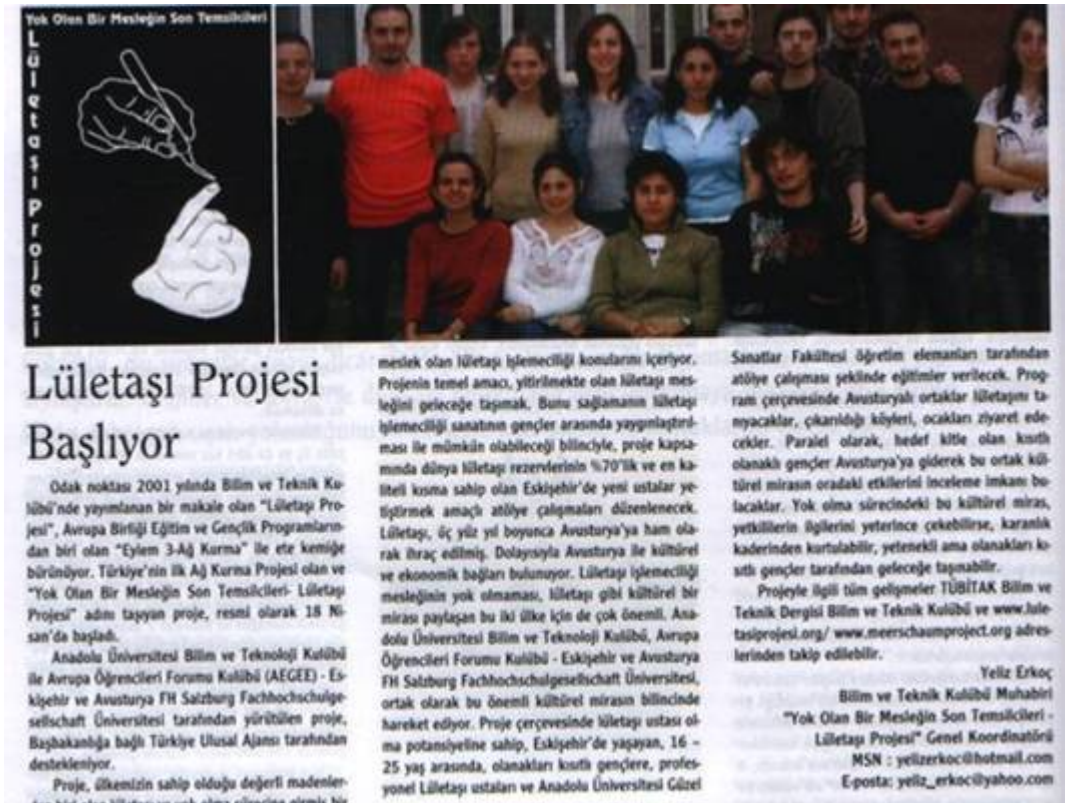 Yok Olan Bir Mesleğin Son Temsilcileri
Lületaşı Projesi
Lületaşı Projesi
Başlıyor
Odak noktası 2001 yılında Bilim ve Teknik Ku-
lübü'nde yayımlanan bir makale olan "Lületaşı Pro-
jesi", Avrupa Birliği Eğitim ve Gençlik Programların-
dan biri olan "Eylem 3-Ağ Kurma" ile ete kemiğe
bürünüyor. Türkiye'nin ilk Ağ Kurma Projesi olan ve
"Yok Olan Bir Mesleğin Son Temsilcileri- Lületaşı
Projesi" adını taşıyan proje, resmi olarak 18 Ni-
san'da başladı.
Anadolu Üniversitesi Bilim ve Teknoloji Kulübü
ile Avrupa Öğrencileri Forumu Kulübü (AEGEE) - Es-
kişehir ve Avusturya FH Salzburg Fachhochschulge-
sellschaft Üniversitesi tarafından yürütülen proje,
Başbakanlığa bağlı Türkiye Ulusal Ajansı tarafından
destekleniyor.
Proje, ülkemizin sahip olduğu değerli madenler-
meslek olan lületaşı işlemeciliği konularını içeriyor.
Projenin temel amacı, yitirilmekte olan lületaşı mes-
leğini geleceğe taşımak. Bunu sağlamanın lületaşı
işlemeciliği sanatının gençler arasında yaygınlaştırıl-
ması ile mümkün olabileceği bilinciyle, proje kapsa-
mında dünya lületaşı rezervlerinin %70'lik ve en ka-
liteli kısma sahip olan Eskişehir'de yeni ustalar ye-
tiştirmek amaçlı atölye çalışmaları düzenlenecek.
Lületaşı, üç yüz yıl boyunca Avusturya'ya ham ola-
rak ihraç edilmiş. Dolayısıyla Avusturya ile kültürel
ve ekonomik bağları bulunuyor. Lületaşı işlemeciliği
mesleğinin yok olmaması, lületaşı gibi kültürel bir
mirası paylaşan bu iki ülke için de çok önemli. Ana-
dolu Üniversitesi Bilim ve Teknoloji Kulübü, Avrupa
Öğrencileri Forumu Kulübü - Eskişehir ve Avusturya
FH Salzburg Fachhochschulgesellschaft Üniversitesi,
ortak olarak bu önemli kültürel mirasın bilincinde
hareket ediyor. Proje çerçevesinde lületaşı ustası ol-
ma potansiyeline sahip, Eskişehir'de yaşayan, 16 –
25 yaş arasında, olanakları kısıtlı gençlere, profes-
yonel Lületaşı ustaları ve Anadolu Üniversitesi Güzel
Sanatlar Fakültesi öğretim elemanları tarafından
atölye çalışması şeklinde eğitimler verilecek. Prog-
ram çerçevesinde Avusturyalı ortaklar lületaşını ta-
nıyacaklar, çıkarıldığı köyleri, ocakları ziyaret ede-
cekler. Paralel olarak, hedef kitle olan kısıtlı
olanaklı gençler Avusturya'ya giderek bu ortak kül-
türel mirasın oradaki etkilerini inceleme imkanı bu-
lacaklar. Yok olma sürecindeki bu kültürel miras,
yetkililerin ilgilerini yeterince çekebilirse, karanlık
kaderinden kurtulabilir, yetenekli ama olanakları kı-
sıtlı gençler tarafından geleceğe taşınabilir.
Projeyle ilgili tüm gelişmeler TÜBİTAK Bilim ve
Teknik Dergisi Bilim ve Teknik Kulübü ve www.lule-
tasiprojesi.org/ www.meerschaumproject.org adres-
lerinden takip edilebilir.
Yeliz Erkoç
Bilim ve Teknik Kulübü Muhabiri
"Yok Olan Bir Mesleğin Son Temsilcileri -
Lületaşı Projesi" Genel Koordinatörü
MSN : yelizerkoc@hotmail.com
E-posta: yeliz_erkoc@yahoo.com